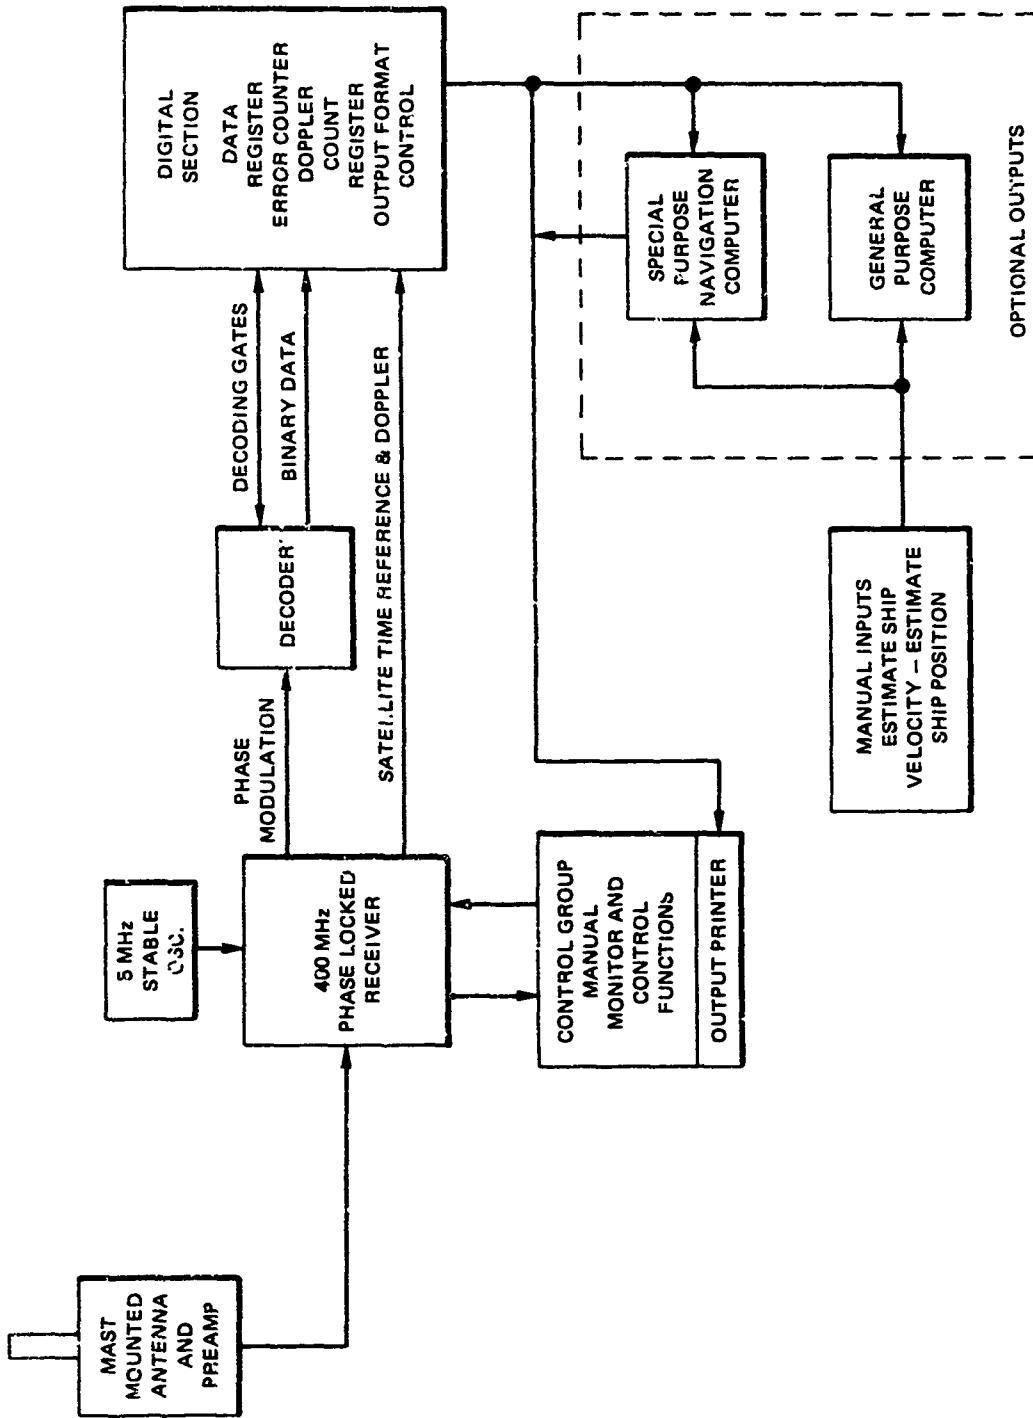 MAST
MOUNTED
ANTENNA
AND
PREAMP
5 MHz
STABLE
OSC.
400 MHz
PHASE LOCKED
RECEIVER
PHASE
MODULATION
DECODER
DECODING GATES
BINARY DATA
SATELLITE TIME REFERENCE & DOPPLER
DIGITAL
SECTION
DATA
REGISTER
ERROR COUNTER
DOPPLER
COUNT
REGISTER
OUTPUT FORMAT
CONTROL
CONTROL GROUP
MANUAL
MONITOR AND
CONTROL
FUNCTIONS
OUTPUT PRINTER
SPECIAL
PURPOSE
NAVIGATION
COMPUTER
GENERAL
PURPOSE
COMPUTER
MANUAL INPUTS
ESTIMATE SHIP
VELOCITY – ESTIMATE
SHIP POSITION
OPTIONAL OUTPUTS